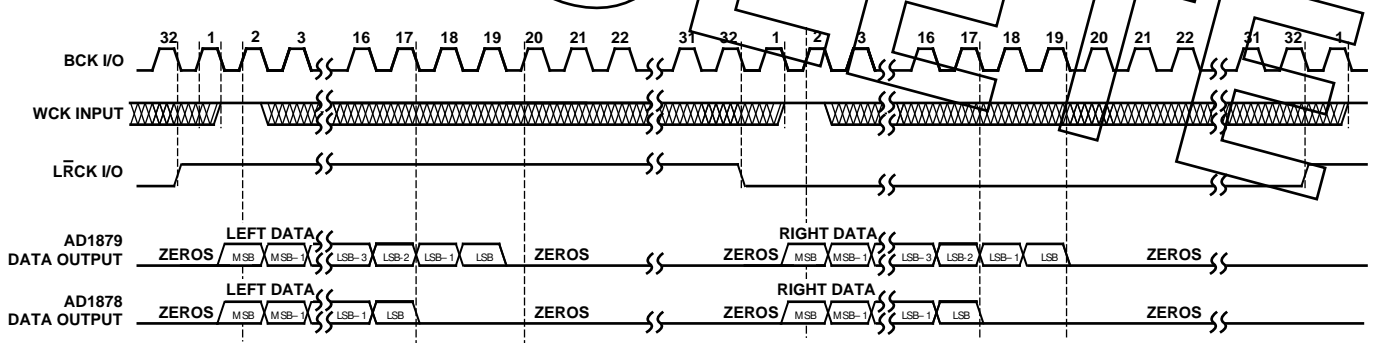 32 1 2 3 16 17 18 19 20 21 22 31 32 1 2 3 16 17 18 19 20 21 22 31 32 1
BCK I/O
WCK INPUT
LR̅CK I/O
LEFT DATA RIGHT DATA
AD1879
DATA OUTPUT
ZEROS MSB MSB–1 LSB–3 LSB-2 LSB–1 LSB ZEROS ZEROS MSB MSB–1 LSB–3 LSB-2 LSB–1 LSB ZEROS
LEFT DATA RIGHT DATA
AD1878
DATA OUTPUT
ZEROS MSB MSB–1 LSB–1 LSB ZEROS ZEROS MSB MSB–1 LSB–1 LSB ZEROS